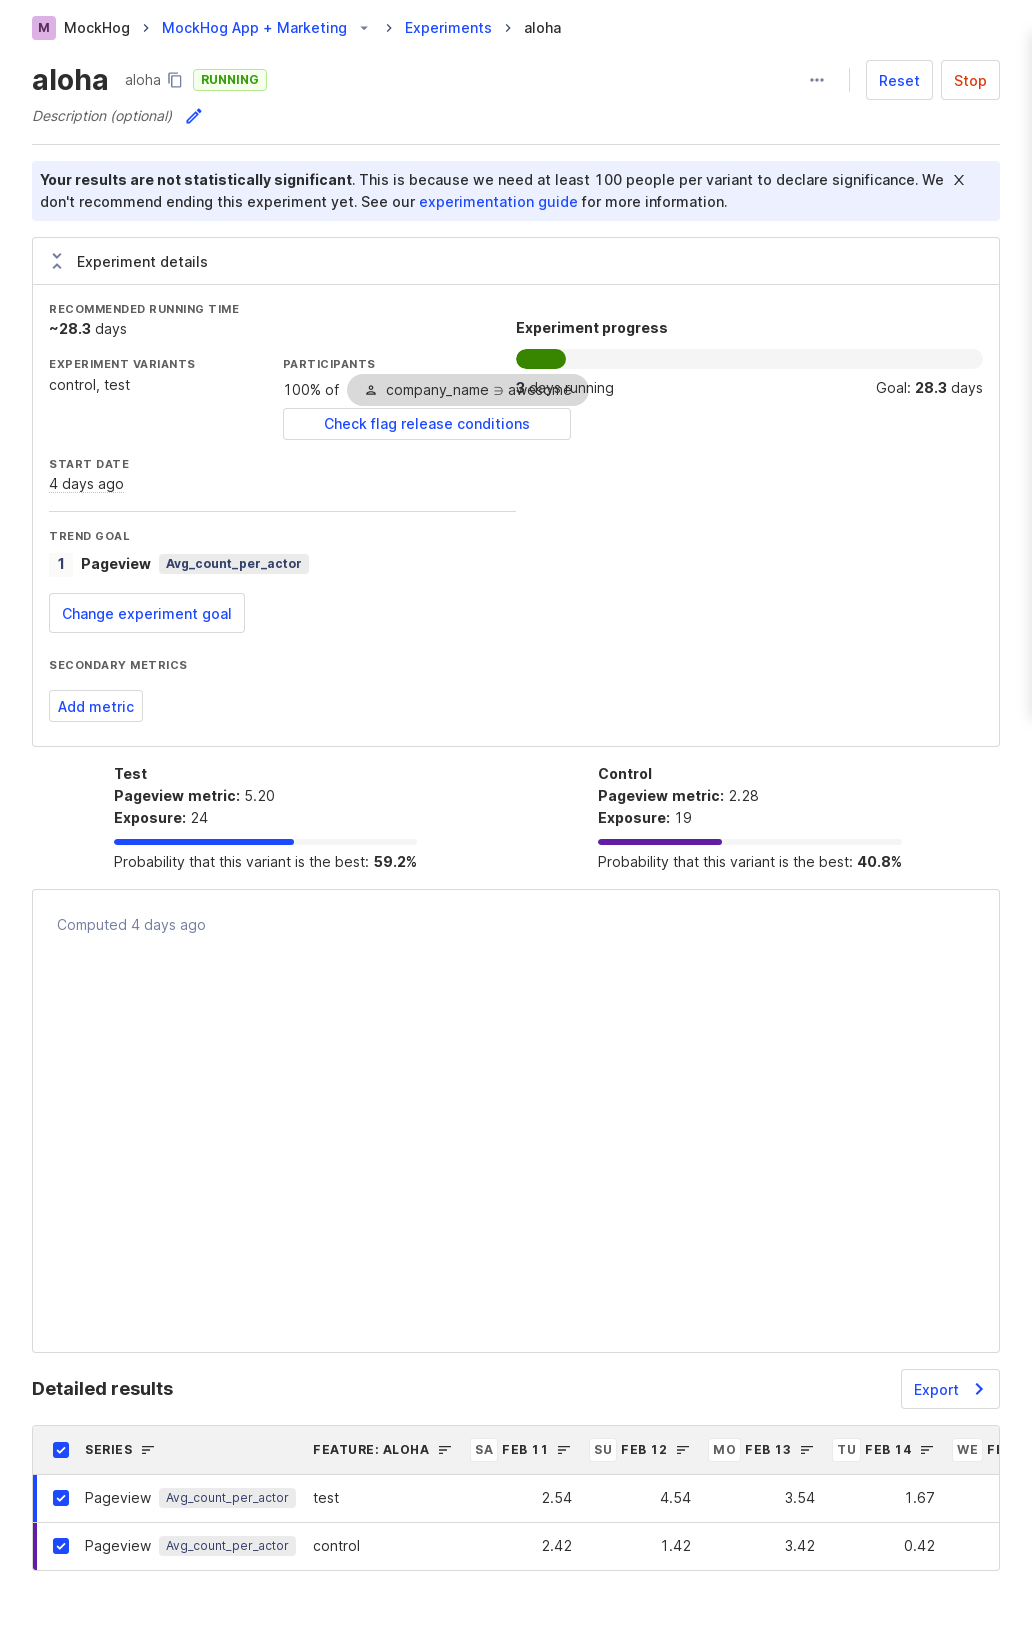 M MockHog > MockHog App + Marketing > Experiments > aloha
aloha aloha RUNNING
Reset Stop
Description (optional)
Your results are not statistically significant. This is because we need at least 100 people per variant to declare significance. We
don't recommend ending this experiment yet. See our experimentation guide for more information.
Experiment details
RECOMMENDED RUNNING TIME
~28.3 days
EXPERIMENT VARIANTS
control, test
PARTICIPANTS
100% of company_name ∋ awesome
Check flag release conditions
START DATE
4 days ago
Experiment progress
3 days running Goal: 28.3 days
TREND GOAL
1 Pageview Avg_count_per_actor
Change experiment goal
SECONDARY METRICS
Add metric
Test
Pageview metric: 5.20
Exposure: 24
Probability that this variant is the best: 59.2%
Control
Pageview metric: 2.28
Exposure: 19
Probability that this variant is the best: 40.8%
Computed 4 days ago
Detailed results
Export
SERIES FEATURE: ALOHA SA FEB 11 SU FEB 12 MO FEB 13 TU FEB 14 WE
Pageview Avg_count_per_actor test 2.54 4.54 3.54 1.67
Pageview Avg_count_per_actor control 2.42 1.42 3.42 0.42